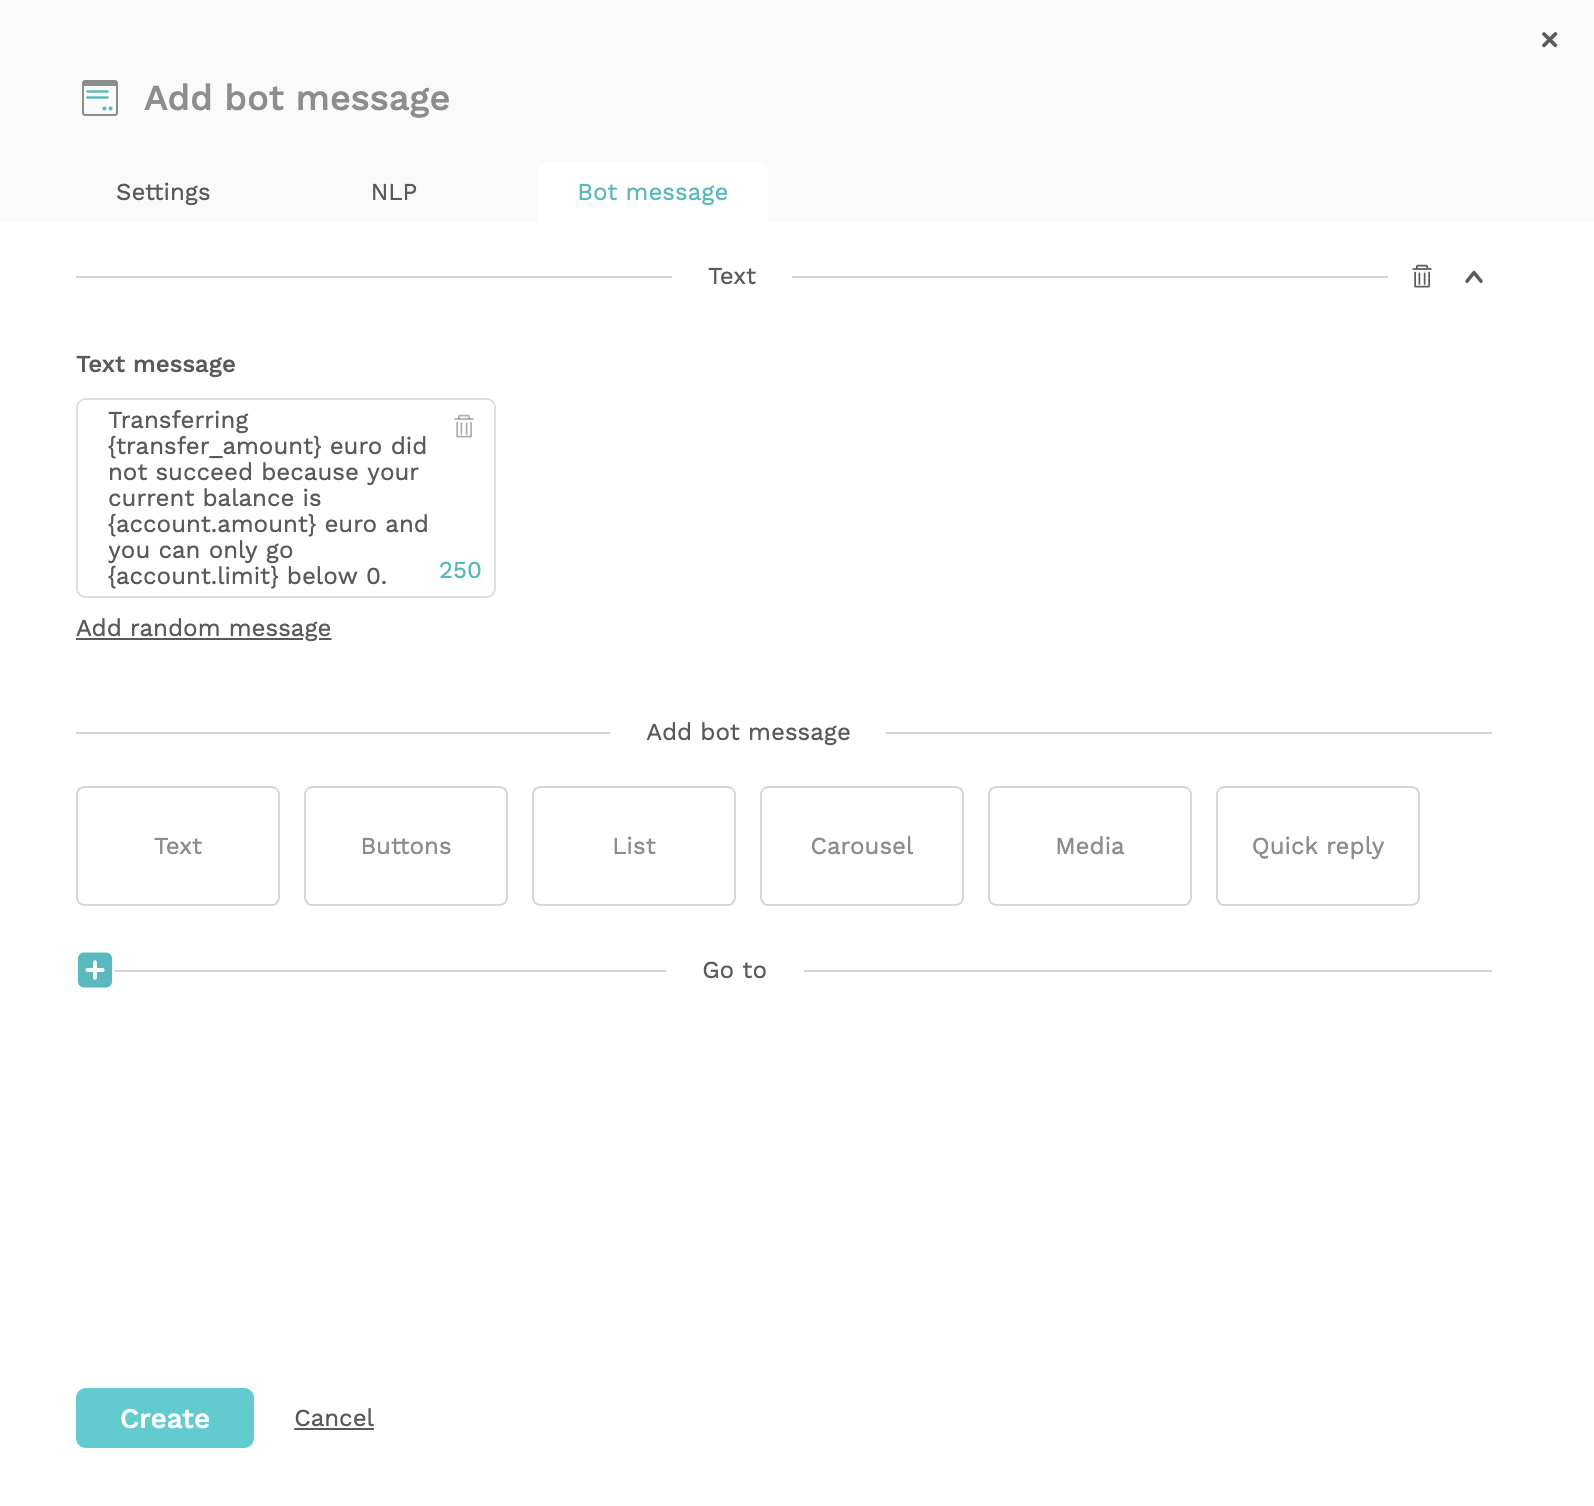 Add bot message
Settings
NLP
Bot message
Text
Text message
Transferring
{transfer_amount} euro did
not succeed because your
current balance is
{account.amount} euro and
you can only go
{account.limit} below 0.
250
Add random message
Add bot message
Text
Buttons
List
Carousel
Media
Quick reply
Go to
Create
Cancel